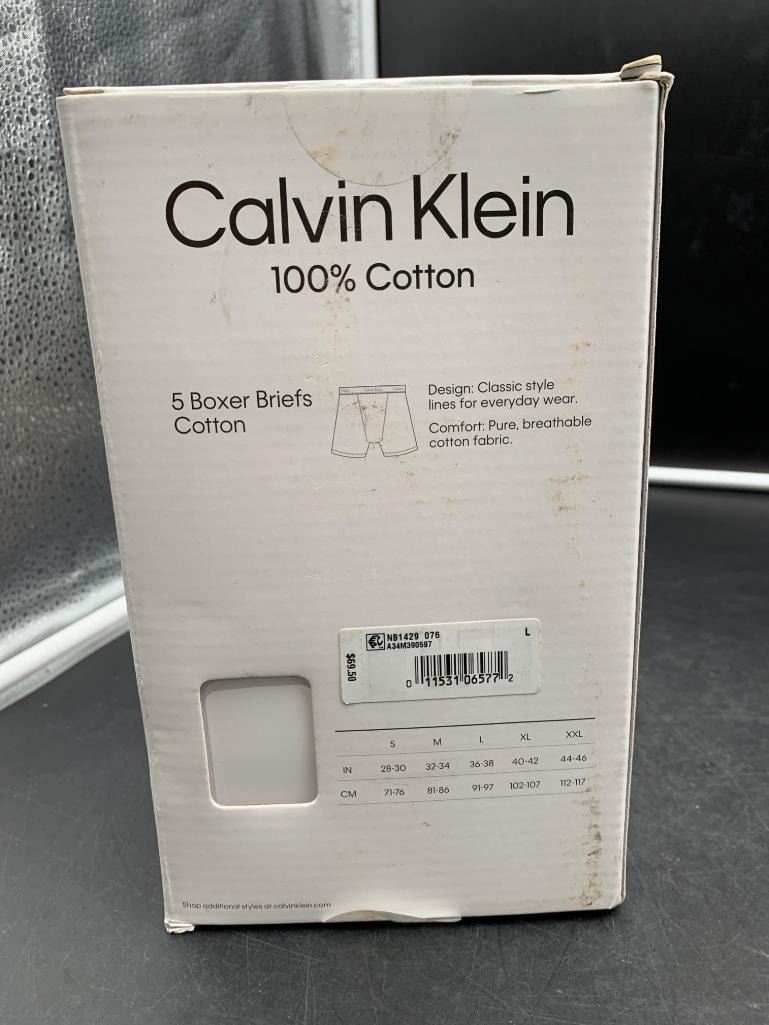 Calvin Klein
100% Cotton
5 Boxer Briefs
Cotton
Calvin Klein
Design: Classic style
lines for everyday wear.
Comfort: Pure, breathable
cotton fabric.
NB1429 076
L
A34M390597
$69.50
0 11531 06577 2
S M L XL XXL
IN 28-30 32-34 36-38 40-42 44-46
CM 71-76 81-86 91-97 102-107 112-117
Shop additional styles at calvinklein.com